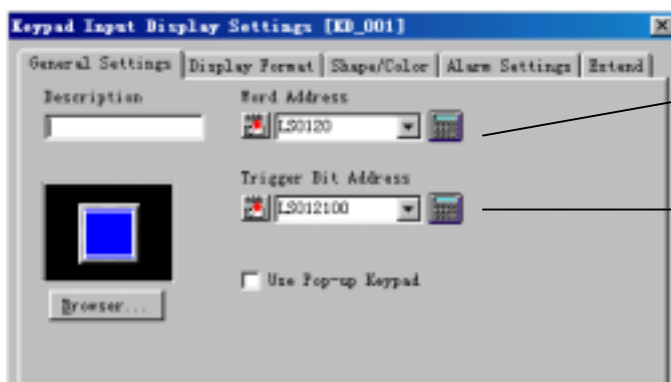 Keypad Input Display Settings [KD_001]
General Settings Display Format Shape/Color Alarm Settings Extend
Description Word Address
LS0120
Trigger Bit Address
LS012100
Use Pop-up Keypad
Browser...